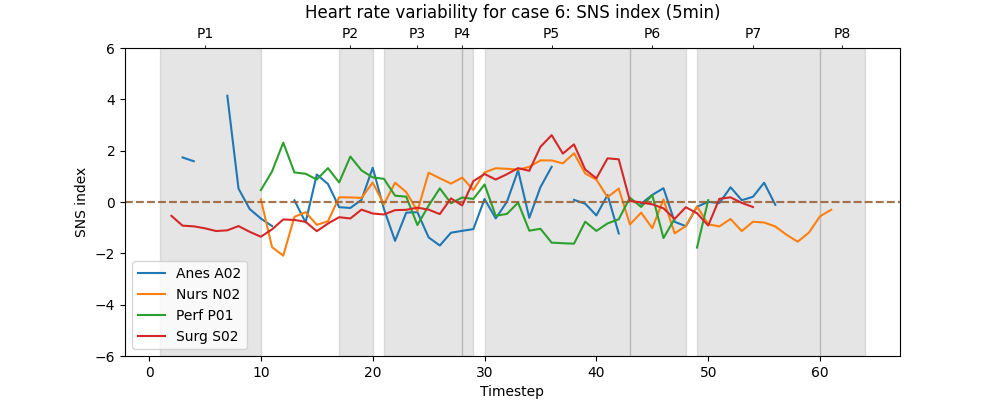 Heart rate variability for case 6: SNS index (5min)
P1 P2 P3 P4 P5 P6 P7 P8
6
4
2
0
−2
−4
−6
SNS index
Anes A02
Nurs N02
Perf P01
Surg S02
0 10 20 30 40 50 60
Timestep